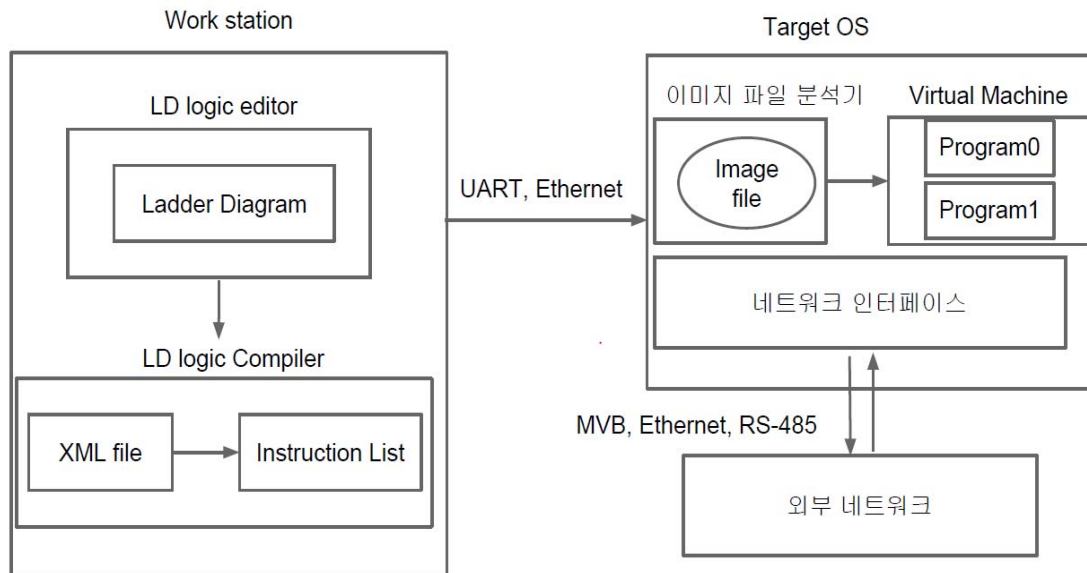 Work station
LD logic editor
Ladder Diagram
LD logic Compiler
XML file
Instruction List
UART, Ethernet
Target OS
이미지 파일 분석기
Image
file
Virtual Machine
Program0
Program1
네트워크 인터페이스
MVB, Ethernet, RS-485
외부 네트워크